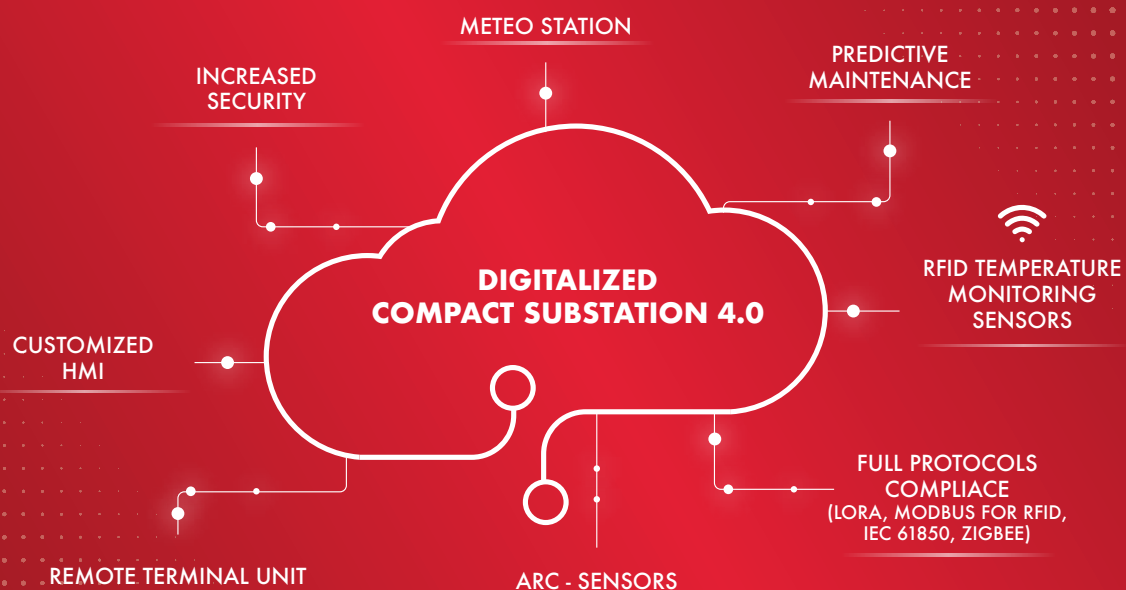 METEO STATION
PREDICTIVE
MAINTENANCE
INCREASED
SECURITY
RFID TEMPERATURE
MONITORING
SENSORS
DIGITALIZED
COMPACT SUBSTATION 4.0
CUSTOMIZED
HMI
FULL PROTOCOLS
COMPLIACE
(LORA, MODBUS FOR RFID,
IEC 61850, ZIGBEE)
REMOTE TERMINAL UNIT
ARC - SENSORS